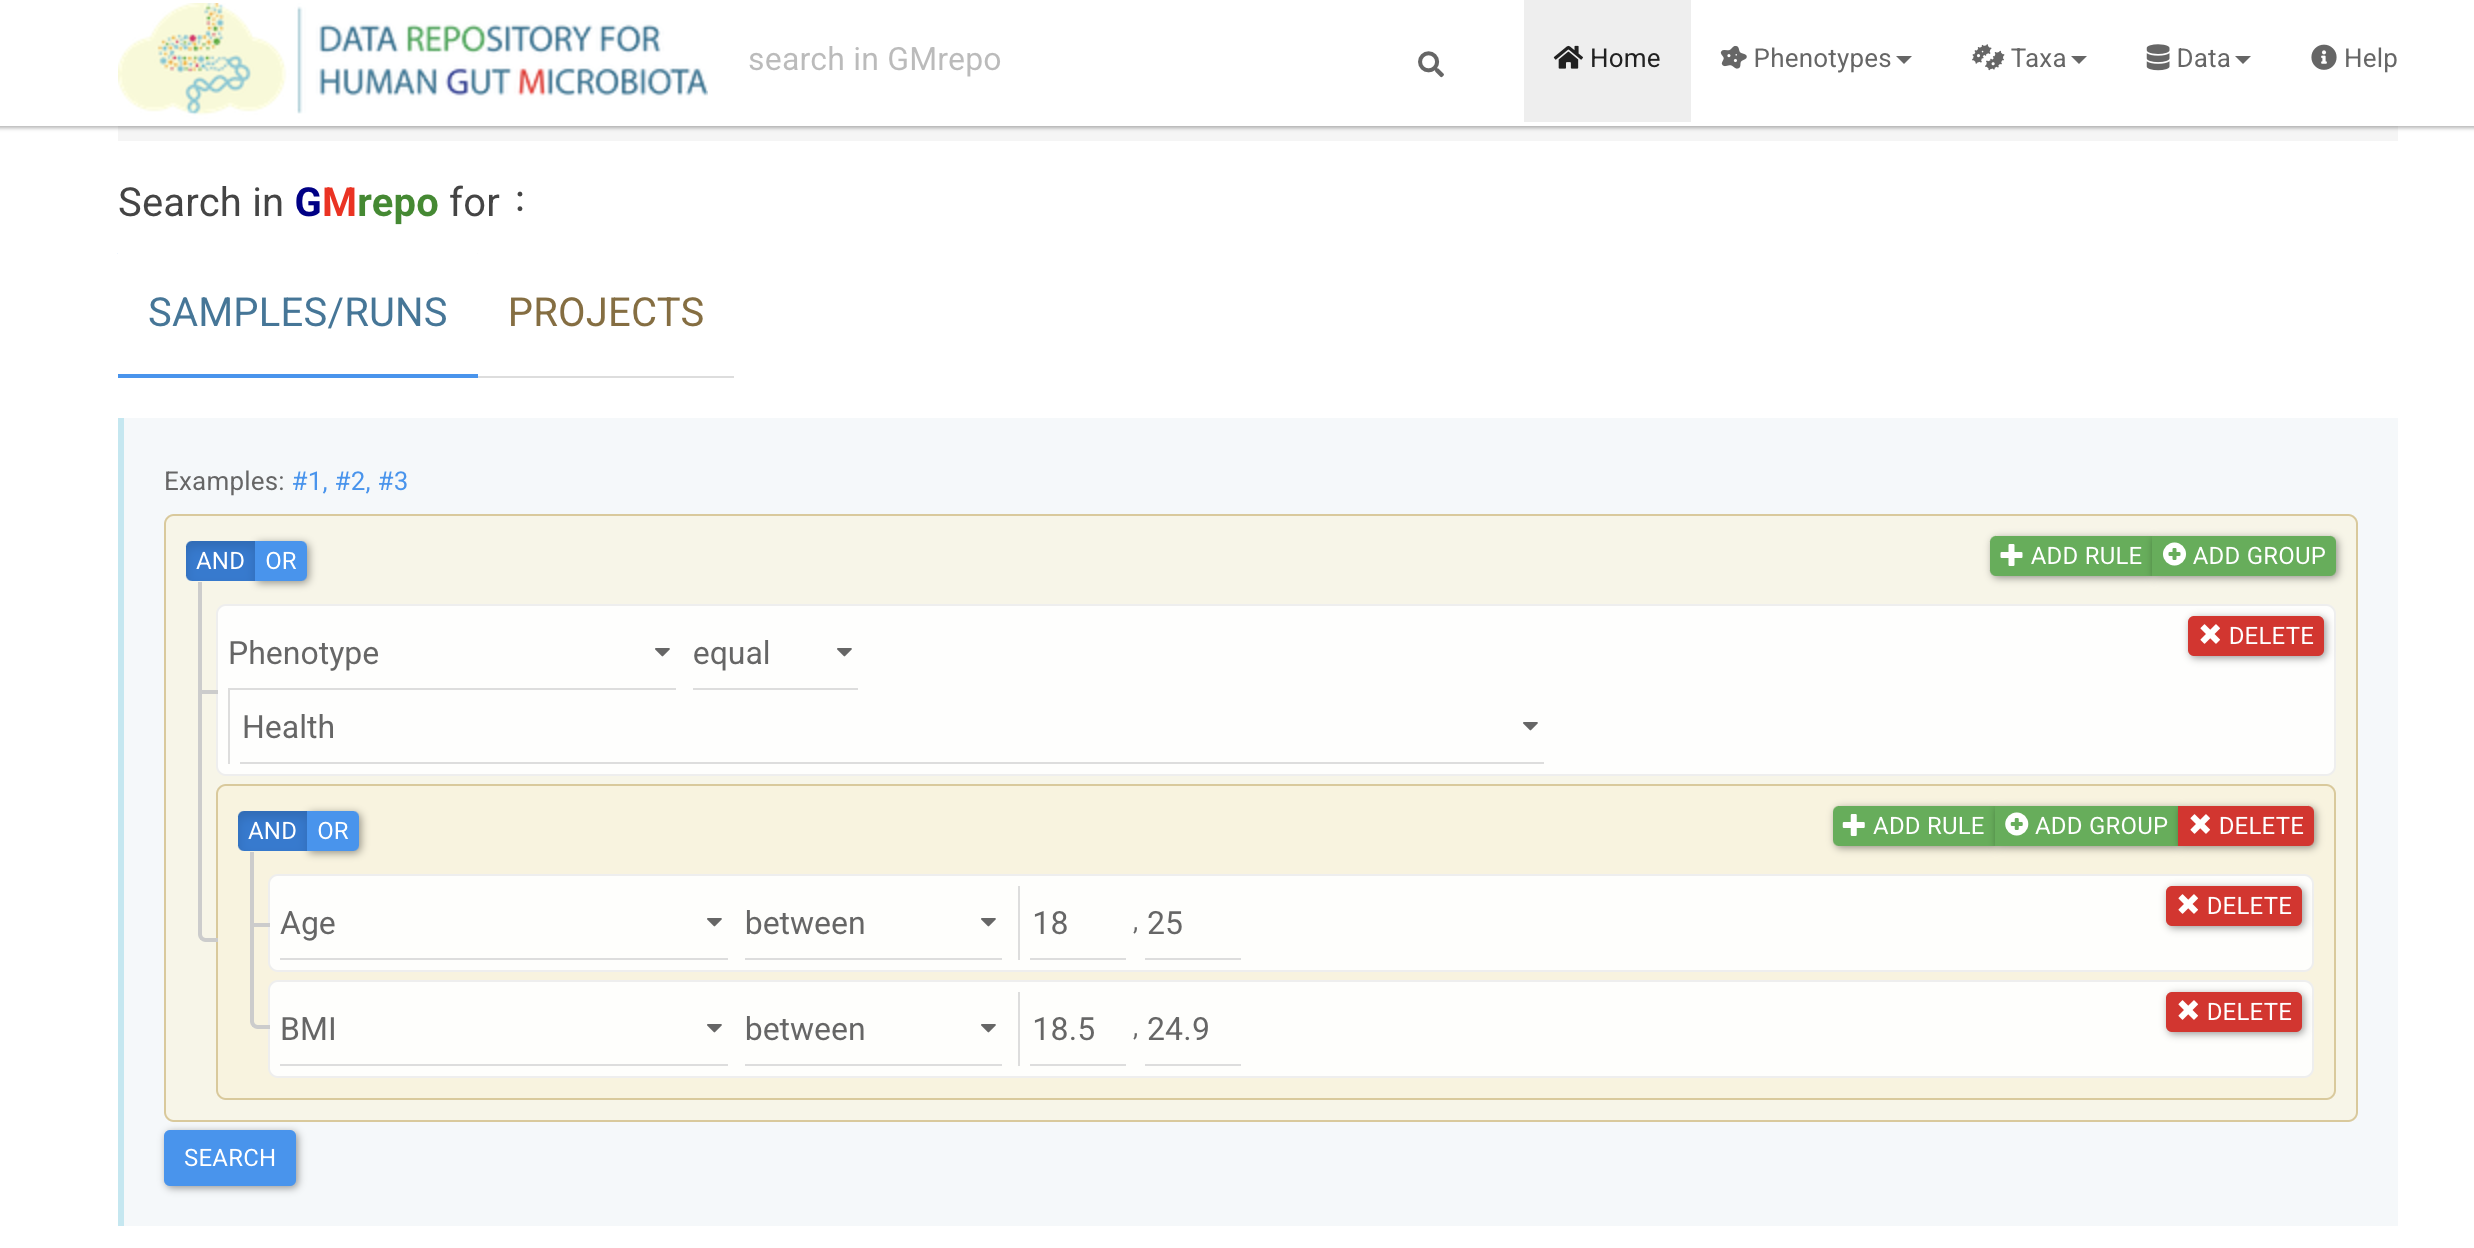 DATA REPOSITORY FOR
HUMAN GUT MICROBIOTA
search in GMrepo
Home Phenotypes Taxa Data Help
Search in GMrepo for :
SAMPLES/RUNS PROJECTS
Examples: #1, #2, #3
AND OR ADD RULE ADD GROUP
Phenotype equal DELETE
Health
AND OR ADD RULE ADD GROUP DELETE
Age between 18 , 25 DELETE
BMI between 18.5 , 24.9 DELETE
SEARCH